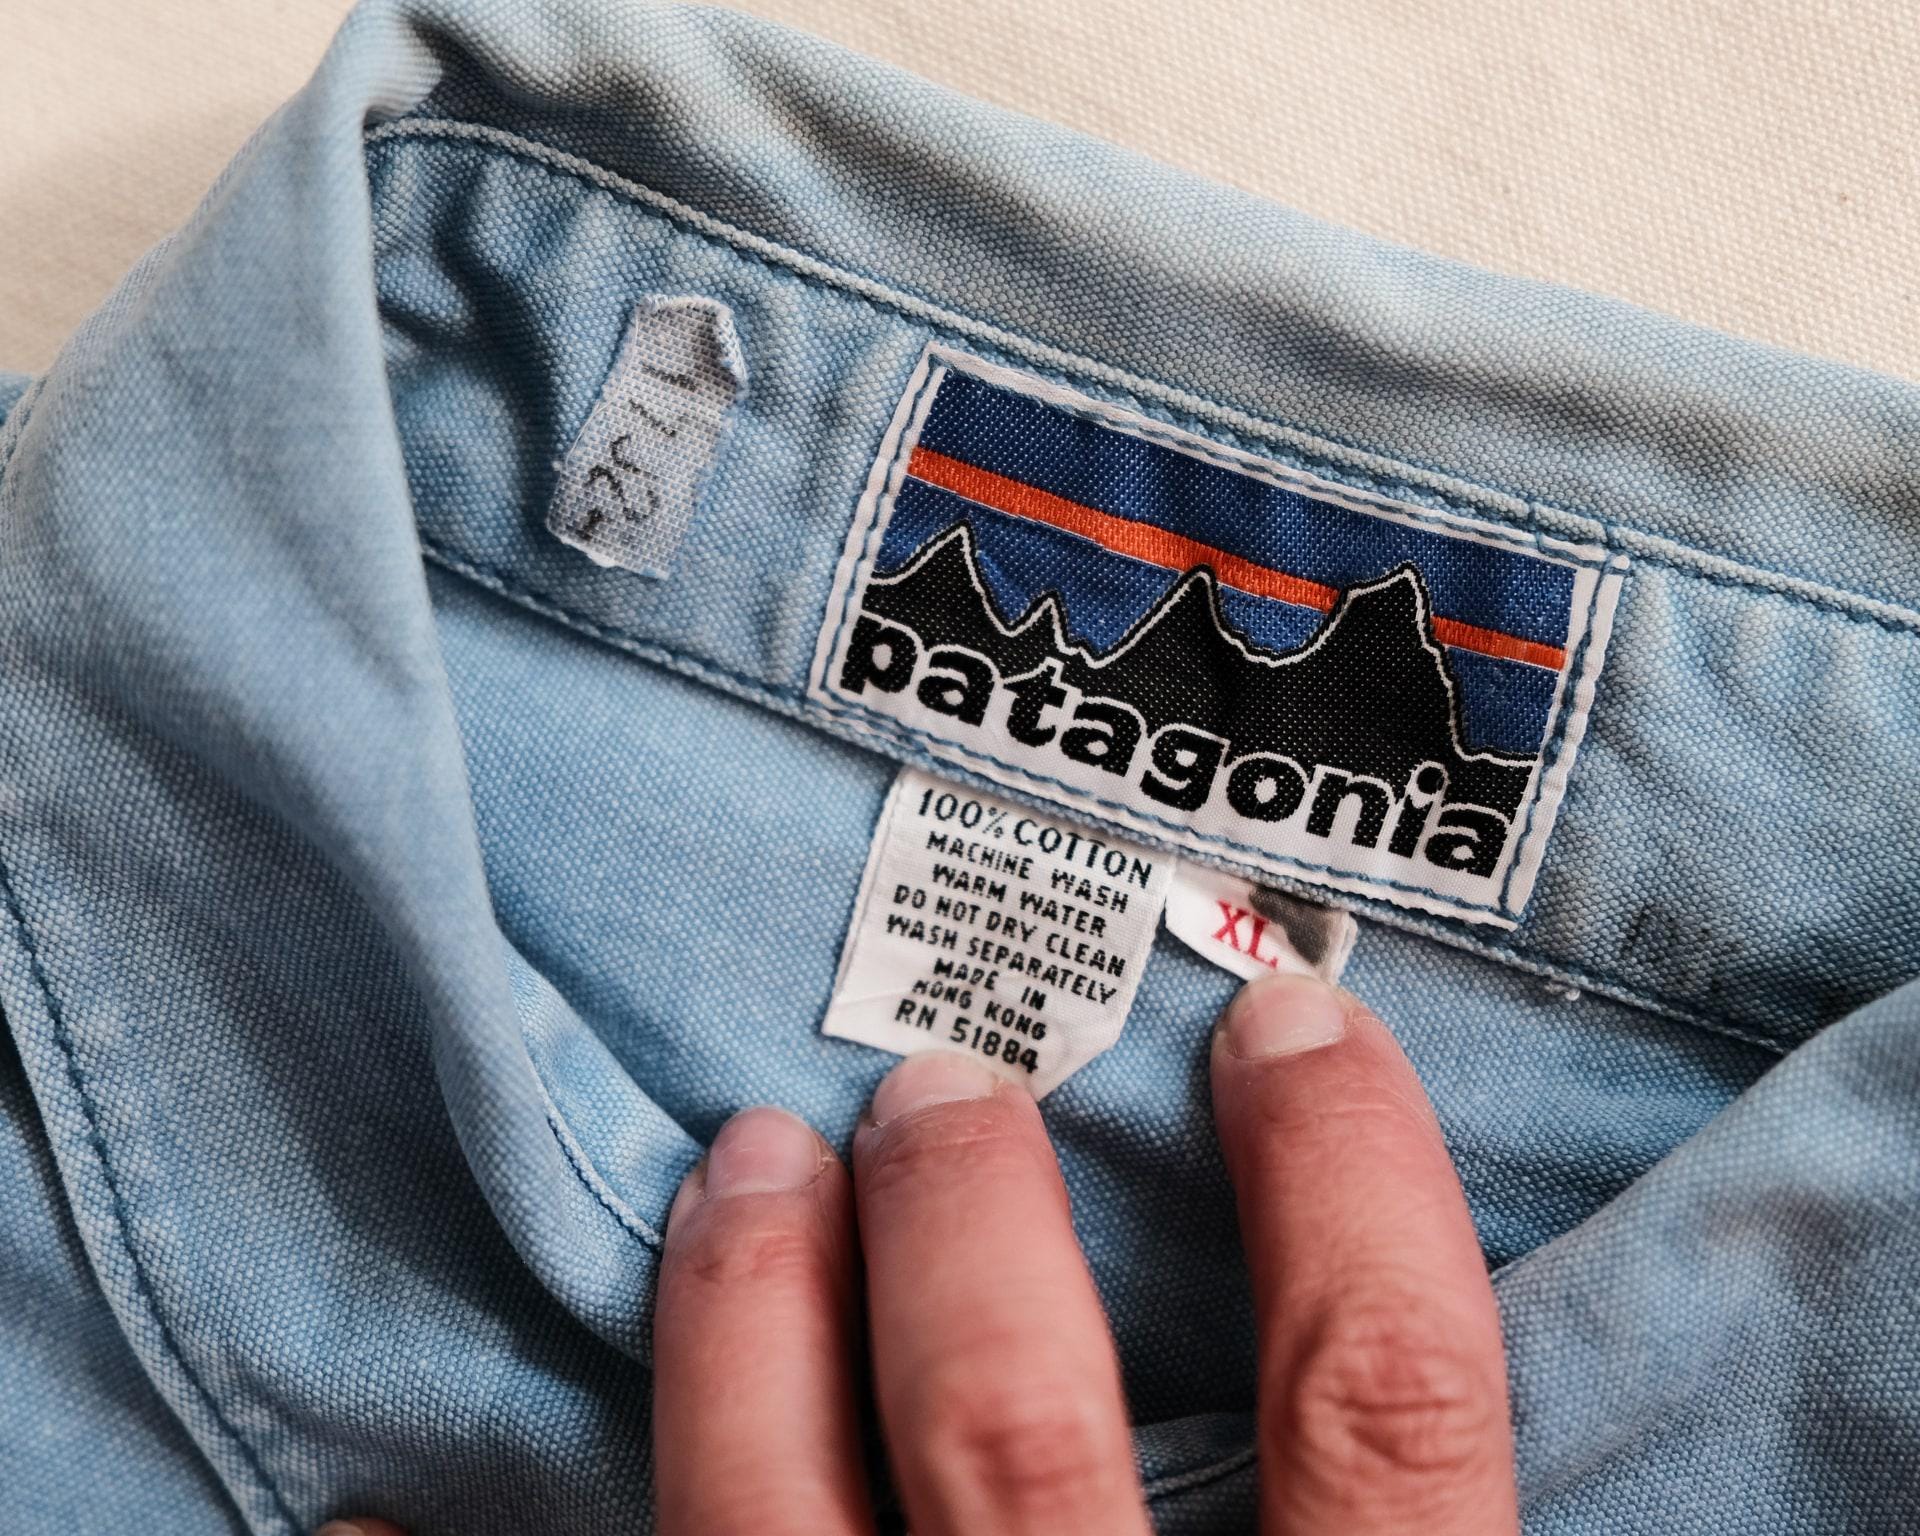 patagonia
100% COTTON
MACHINE WASH
WARM WATER
DO NOT DRY CLEAN
WASH SEPARATELY
MADE IN
HONG KONG
RN 51884
XL